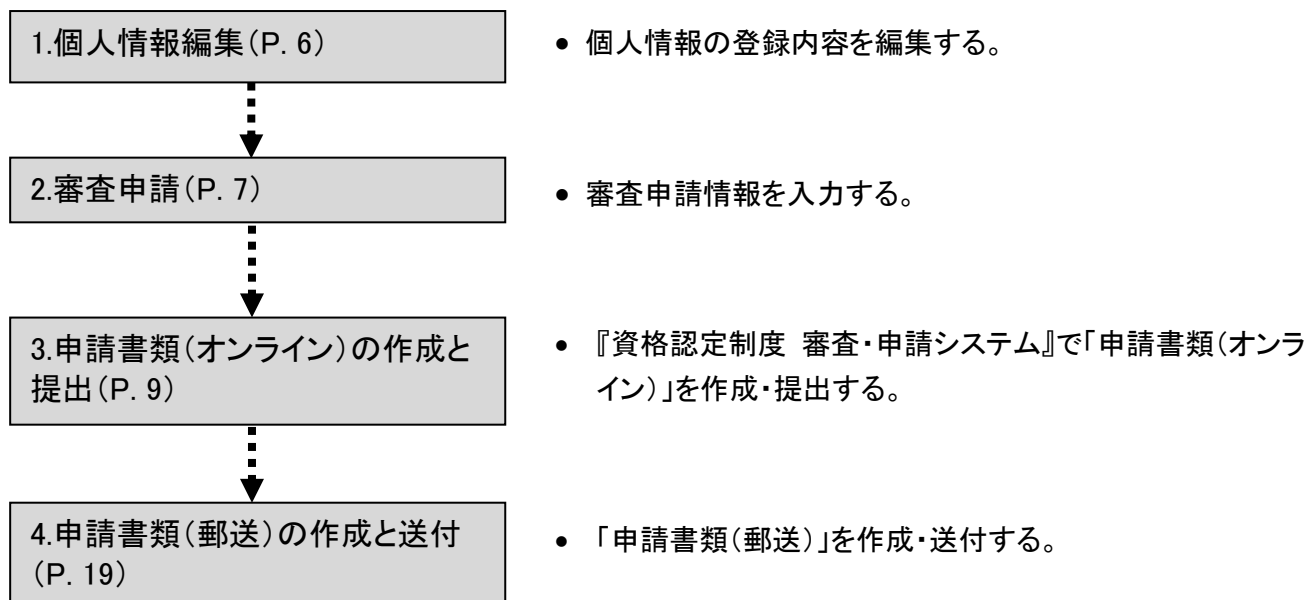 1.個人情報編集(P. 6)
● 個人情報の登録内容を編集する。
2.審査申請(P. 7)
● 審査申請情報を入力する。
3.申請書類(オンライン)の作成と
提出(P. 9)
● 『資格認定制度 審査・申請システム』で「申請書類(オンラ
イン)」を作成・提出する。
4.申請書類(郵送)の作成と送付
(P. 19)
● 「申請書類(郵送)」を作成・送付する。